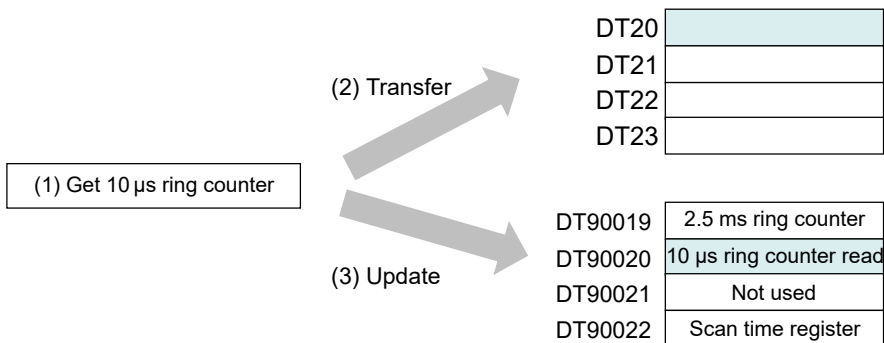 (1) Get 10 µs ring counter
(2) Transfer
DT20
DT21
DT22
DT23
(3) Update
DT90019 2.5 ms ring counter
DT90020 10 µs ring counter read
DT90021 Not used
DT90022 Scan time register